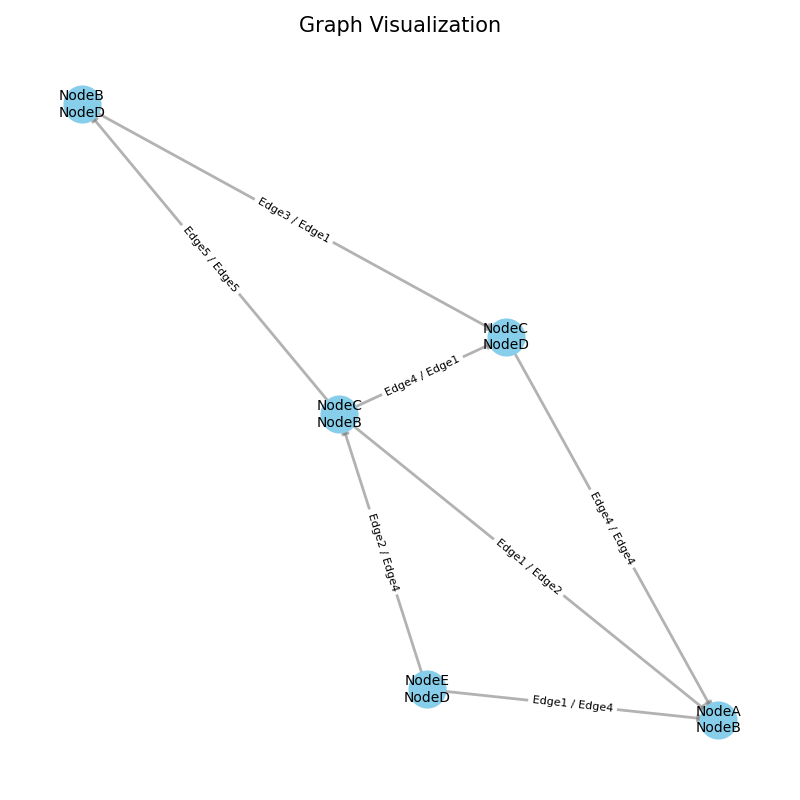 Graph Visualization
NodeB
NodeD
Edge3 / Edge1
Edge5 / Edge5
NodeC
NodeD
Edge4 / Edge1
NodeC
NodeB
Edge4 / Edge4
Edge2 / Edge4
Edge1 / Edge2
NodeE
NodeD
Edge1 / Edge4
NodeA
NodeB